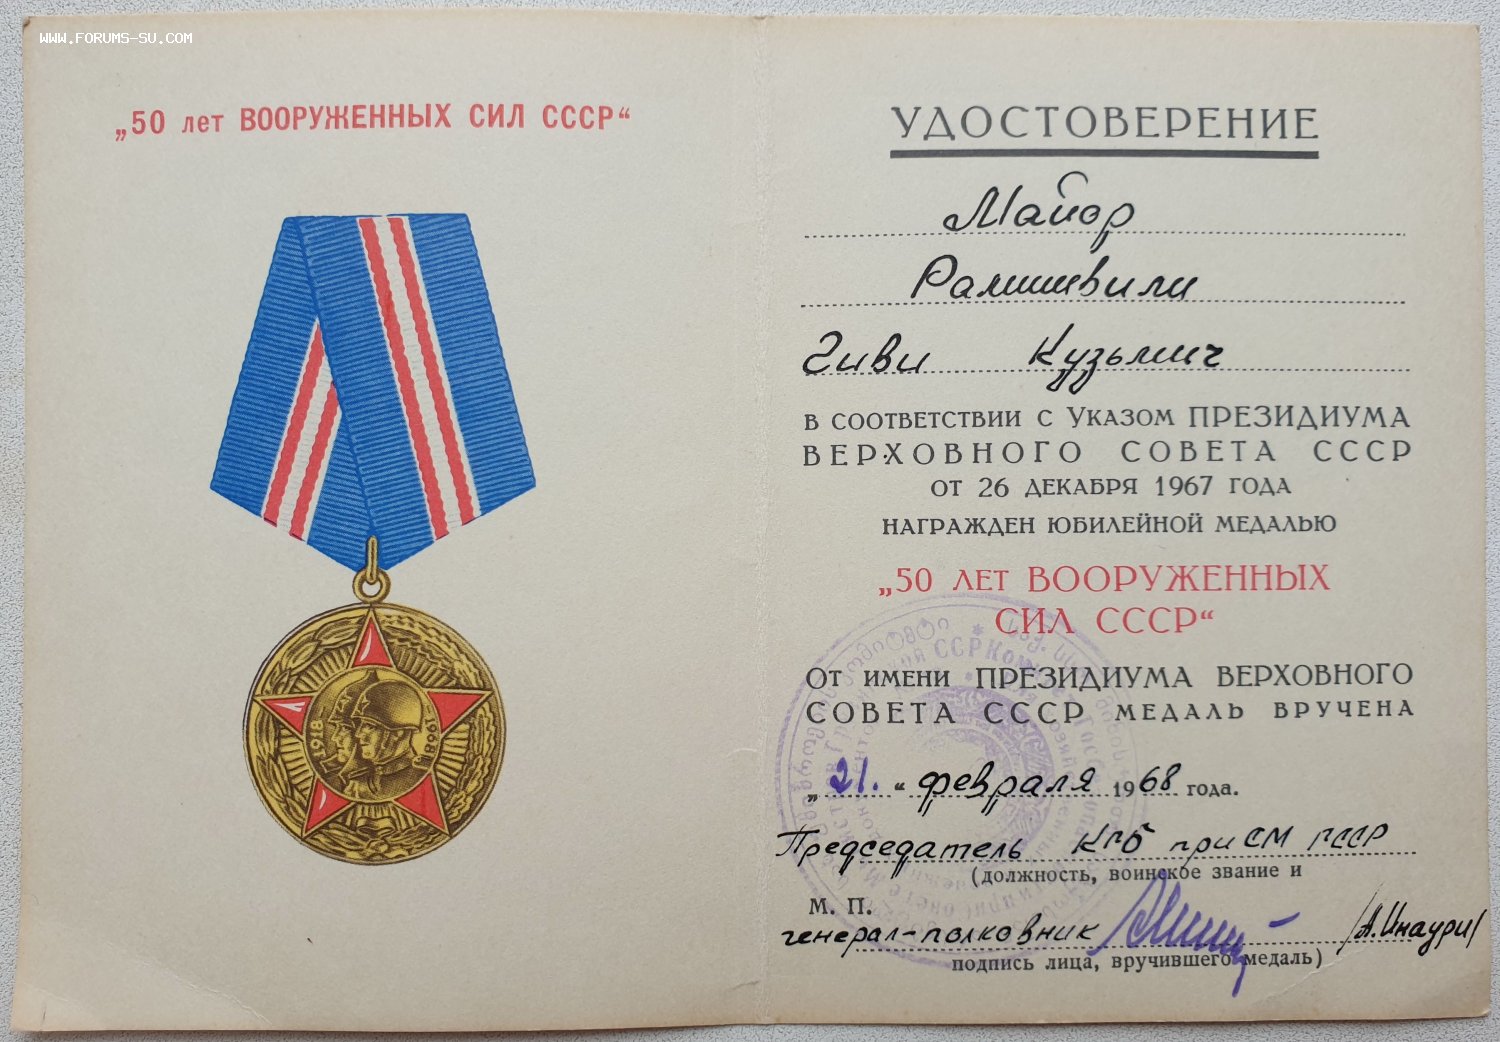 WWW.FORUMS-SU.COM
„50 лет ВООРУЖЕННЫХ СИЛ СССР“
1918
1968
УДОСТОВЕРЕНИЕ
Майор
Рамишвили
Гиви Кузьмич
В СООТВЕТСТВИИ С УКАЗОМ ПРЕЗИДИУМА
ВЕРХОВНОГО СОВЕТА СССР
ОТ 26 ДЕКАБРЯ 1967 ГОДА
НАГРАЖДЕН ЮБИЛЕЙНОЙ МЕДАЛЬЮ
„50 ЛЕТ ВООРУЖЕННЫХ
СИЛ СССР“
ОТ ИМЕНИ ПРЕЗИДИУМА ВЕРХОВНОГО
СОВЕТА СССР МЕДАЛЬ ВРУЧЕНА
„21.“ февраля 1968 года.
Председатель КГБ при СМ ГССР
(должность, воинское звание и
М. П.
генерал-полковник /А.Инаури/
подпись лица, вручившего медаль)